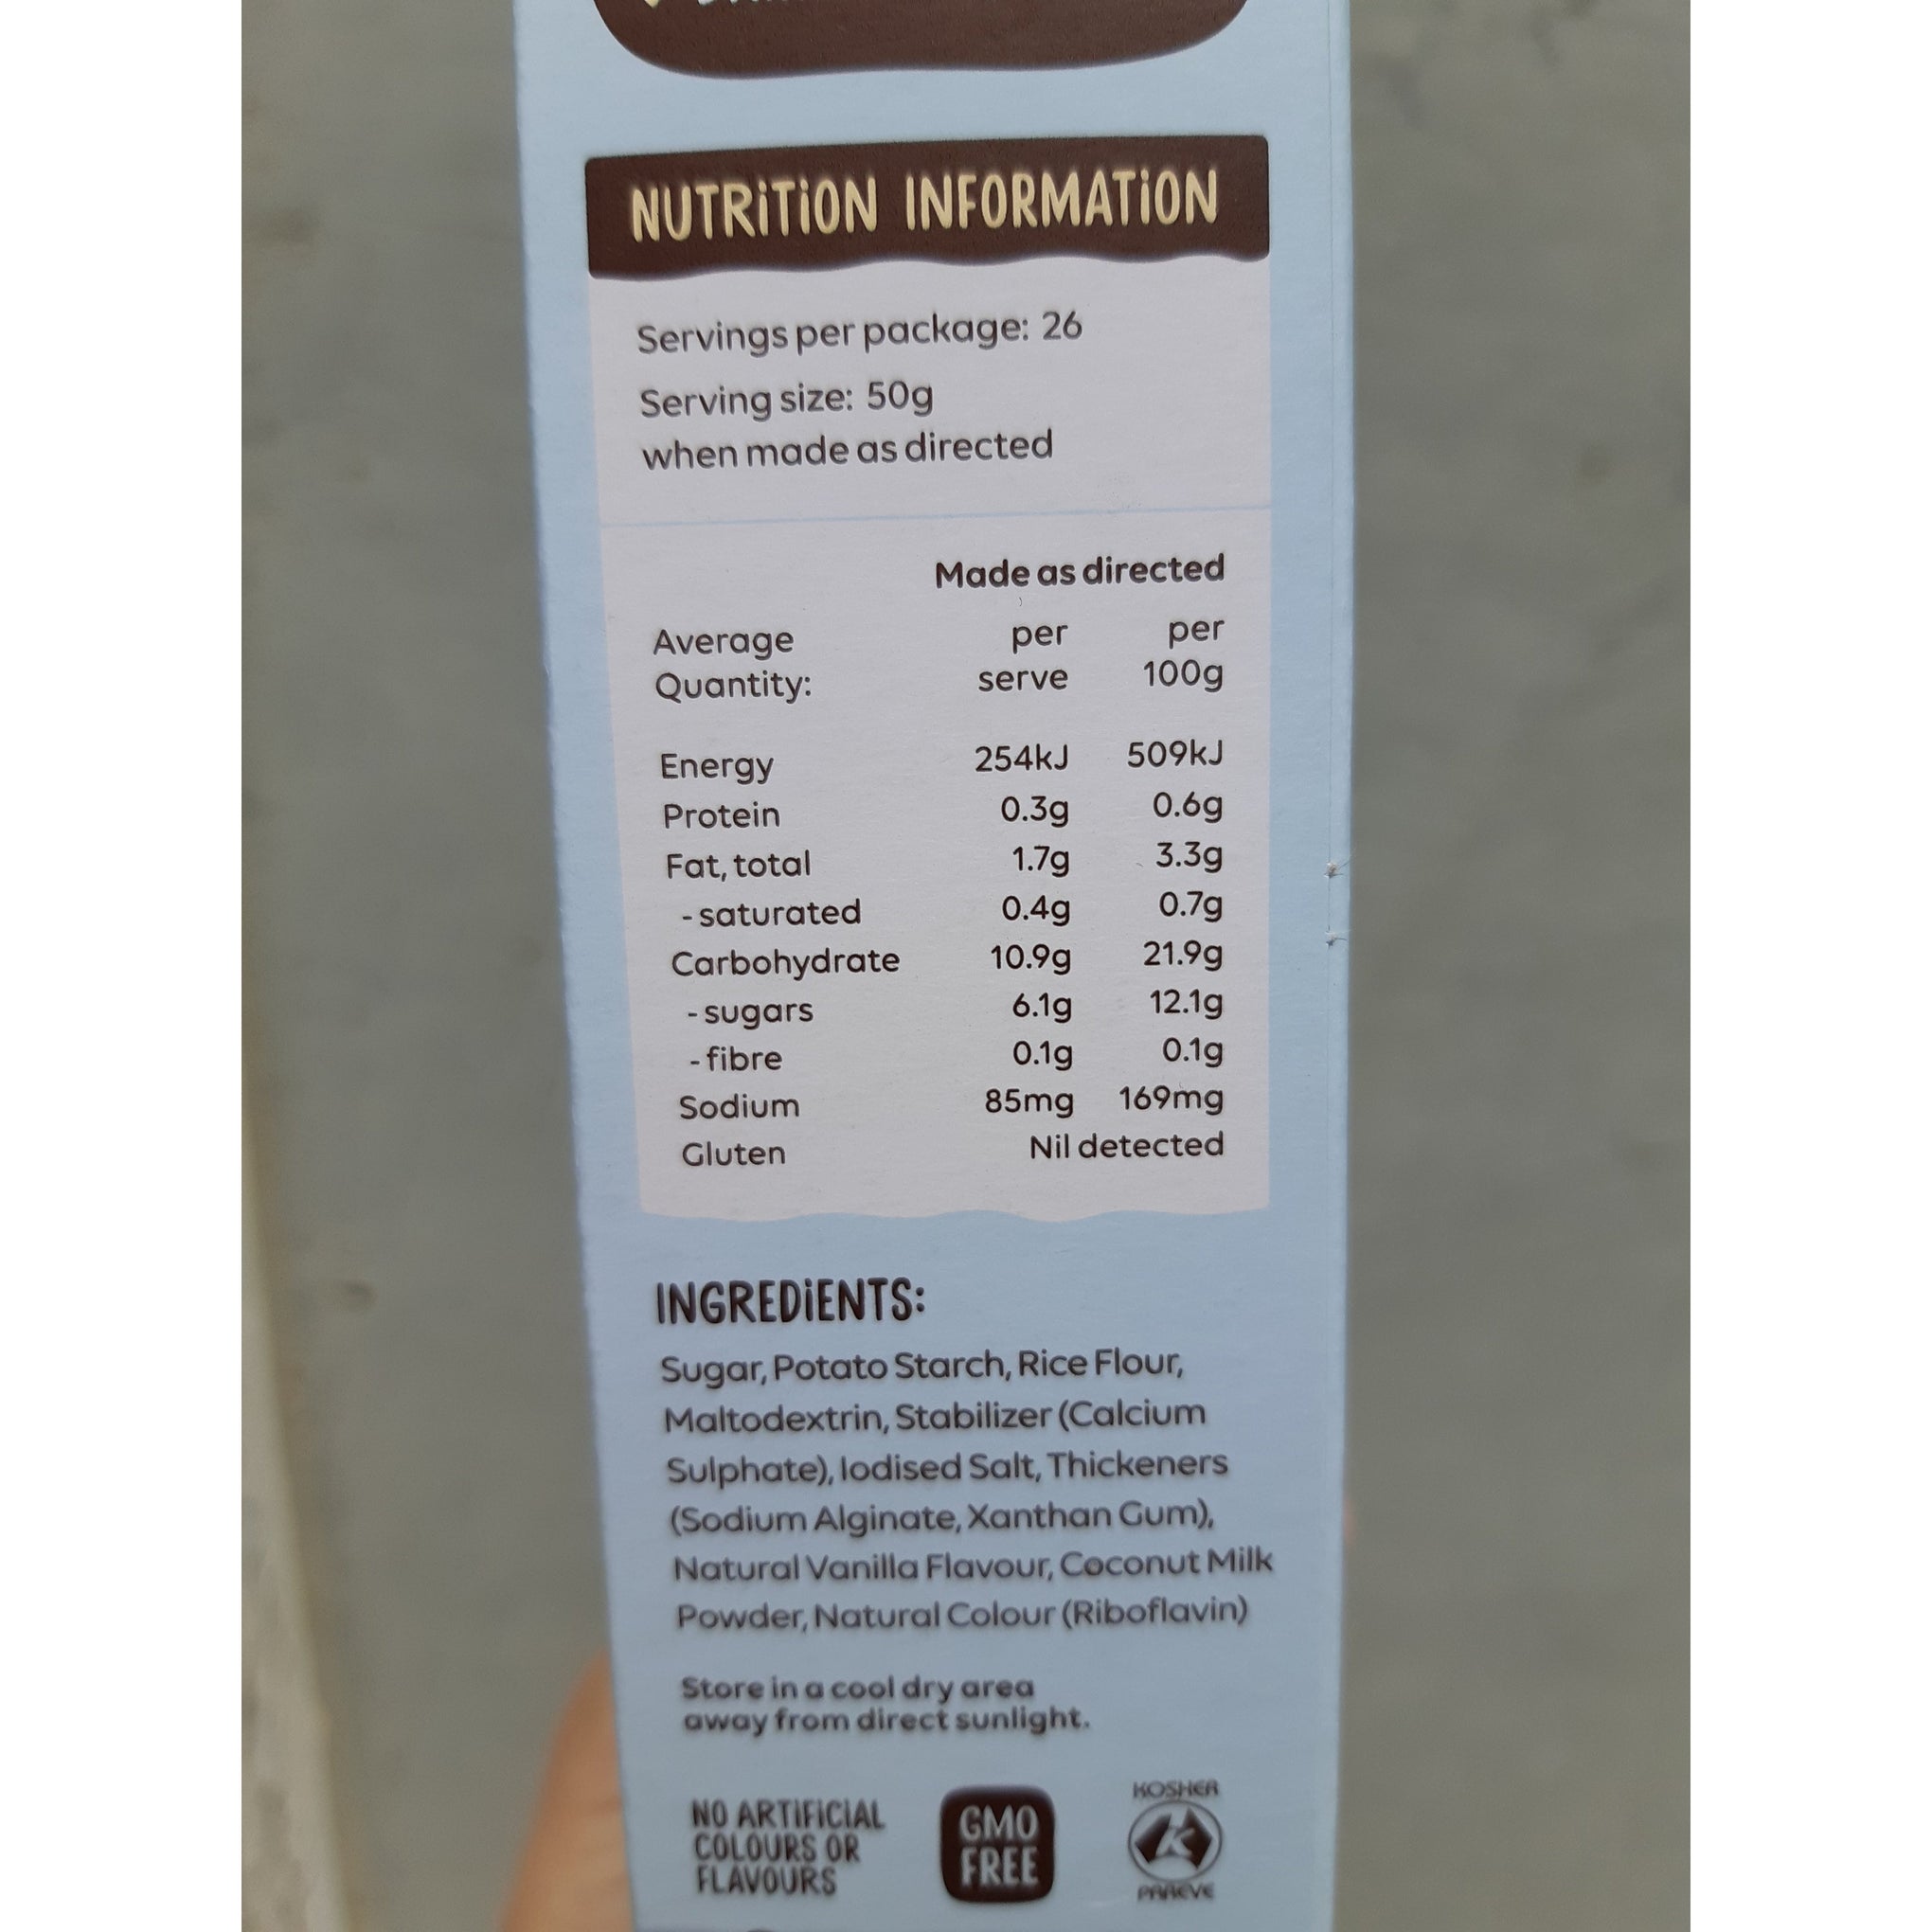 NUTRiTiON INFORMATiON
Servings per package: 26
Serving size: 50g
when made as directed
Made as directed
Average Quantity: per serve per 100g
Energy 254kJ 509kJ
Protein 0.3g 0.6g
Fat, total 1.7g 3.3g
- saturated 0.4g 0.7g
Carbohydrate 10.9g 21.9g
- sugars 6.1g 12.1g
- fibre 0.1g 0.1g
Sodium 85mg 169mg
Gluten Nil detected
INGREDiENTS:
Sugar, Potato Starch, Rice Flour,
Maltodextrin, Stabilizer (Calcium
Sulphate), Iodised Salt, Thickeners
(Sodium Alginate, Xanthan Gum),
Natural Vanilla Flavour, Coconut Milk
Powder, Natural Colour (Riboflavin)
Store in a cool dry area
away from direct sunlight.
NO ARTiFiCiAL
COLOURS OR
FLAVOURS
GMO
FREE
KOSHER
K
PAREVE